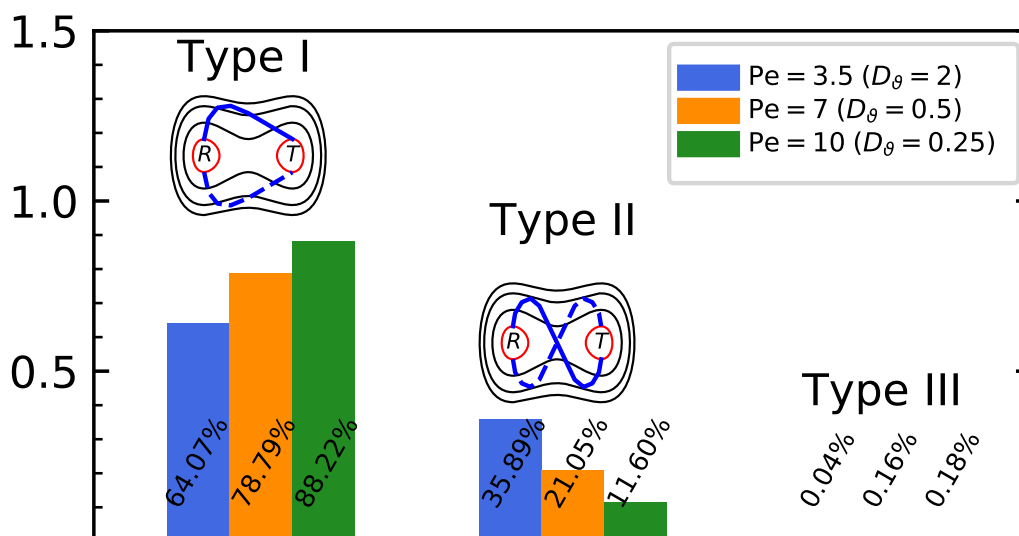 1.5
1.0
0.5
Type I
R T
64.07% 78.79% 88.22%
Type II
R T
35.89% 21.05% 11.60%
Type III
0.04% 0.16% 0.18%
Pe = 3.5 (D_ϑ = 2)
Pe = 7 (D_ϑ = 0.5)
Pe = 10 (D_ϑ = 0.25)